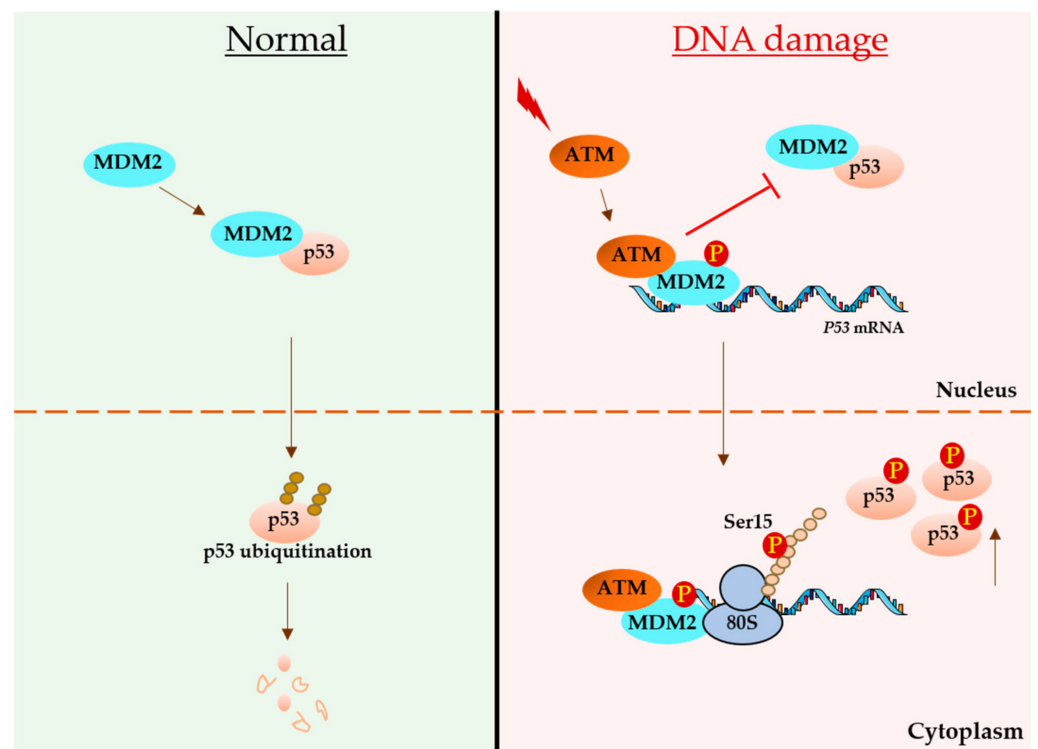 Normal
MDM2
MDM2
p53
p53
p53 ubiquitination
DNA damage
ATM
MDM2
p53
ATM
P
MDM2
P53 mRNA
Nucleus
P
p53
P
p53
P
p53
Ser15
P
ATM
P
MDM2
80S
Cytoplasm